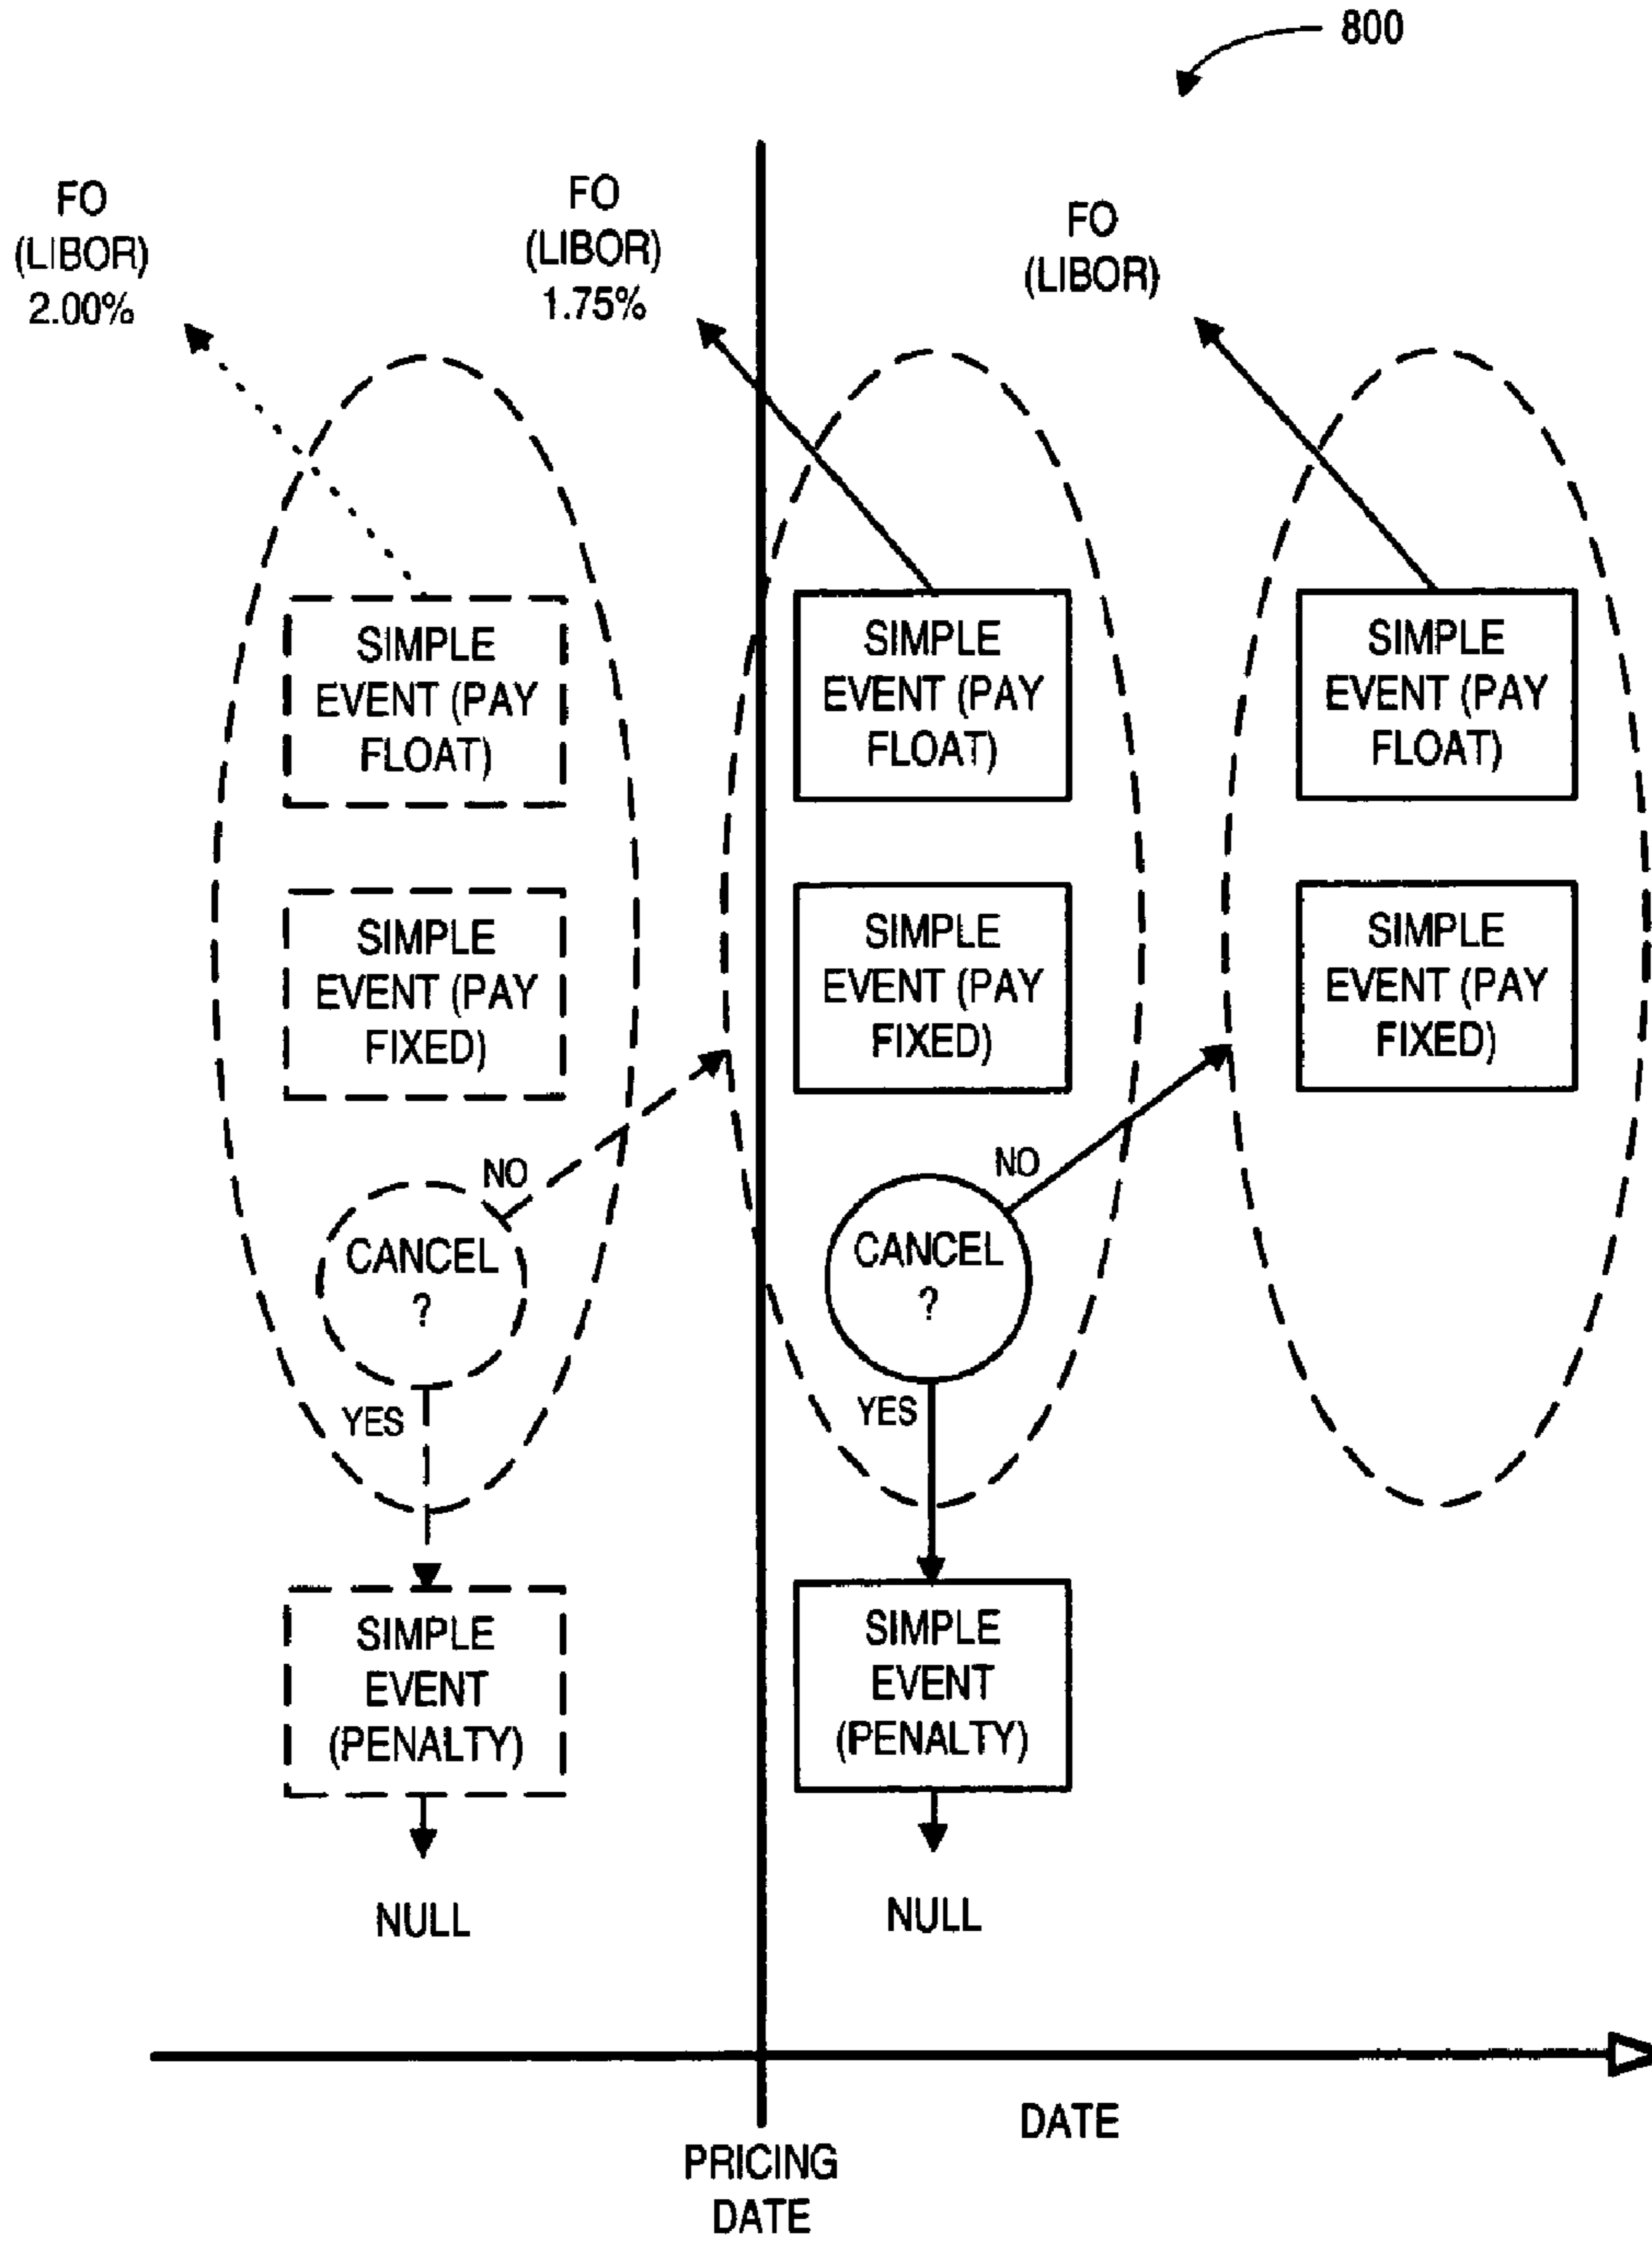 800
FO
(LIBOR)
2.00%
FO
(LIBOR)
1.75%
FO
(LIBOR)
SIMPLE
EVENT (PAY
FLOAT)
SIMPLE
EVENT (PAY
FLOAT)
SIMPLE
EVENT (PAY
FLOAT)
SIMPLE
EVENT (PAY
FIXED)
SIMPLE
EVENT (PAY
FIXED)
SIMPLE
EVENT (PAY
FIXED)
NO
CANCEL
?
YES
NO
CANCEL
?
YES
SIMPLE
EVENT
(PENALTY)
SIMPLE
EVENT
(PENALTY)
NULL
NULL
DATE
PRICING
DATE